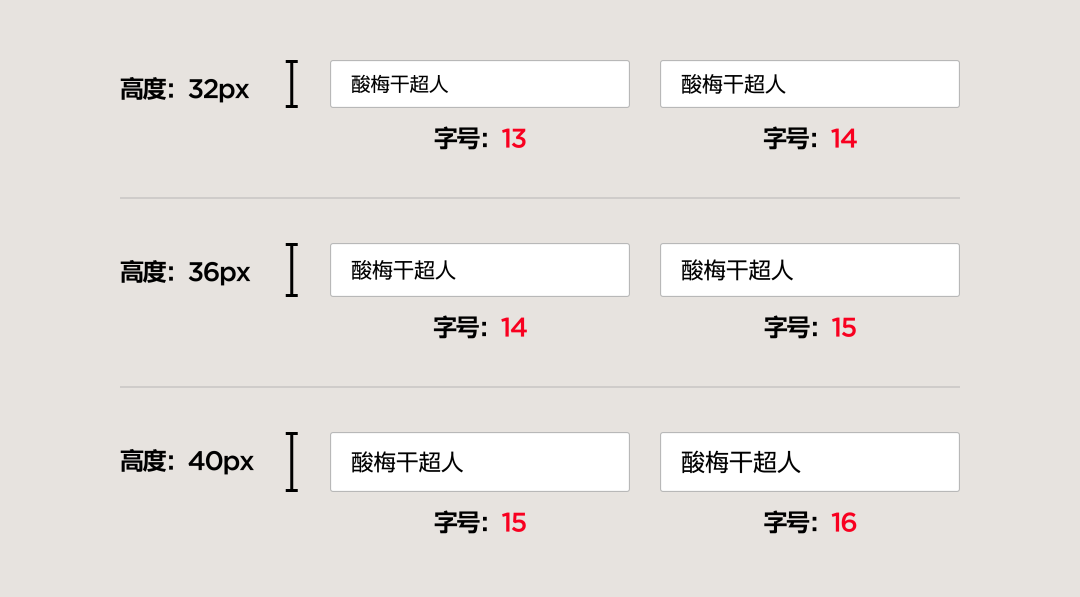 高度：32px 酸梅干超人 酸梅干超人
字号：13 字号：14
高度：36px 酸梅干超人 酸梅干超人
字号：14 字号：15
高度：40px 酸梅干超人 酸梅干超人
字号：15 字号：16